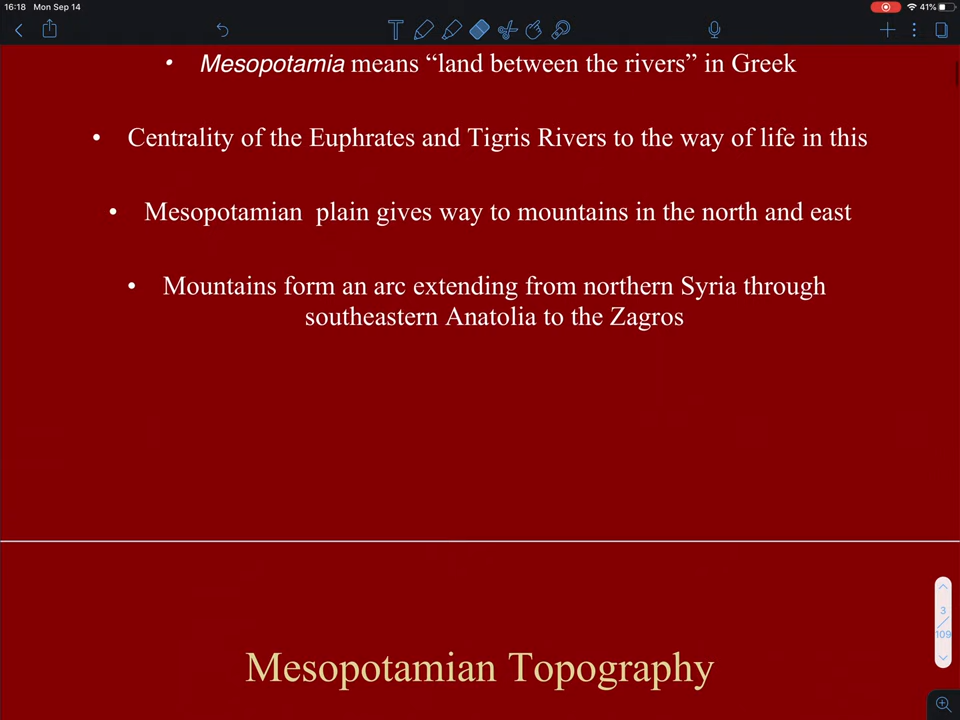 16:18 Mon Sep 14 41%
• Mesopotamia means “land between the rivers” in Greek
• Centrality of the Euphrates and Tigris Rivers to the way of life in this
• Mesopotamian plain gives way to mountains in the north and east
• Mountains form an arc extending from northern Syria through
southeastern Anatolia to the Zagros
3
/
109
Mesopotamian Topography